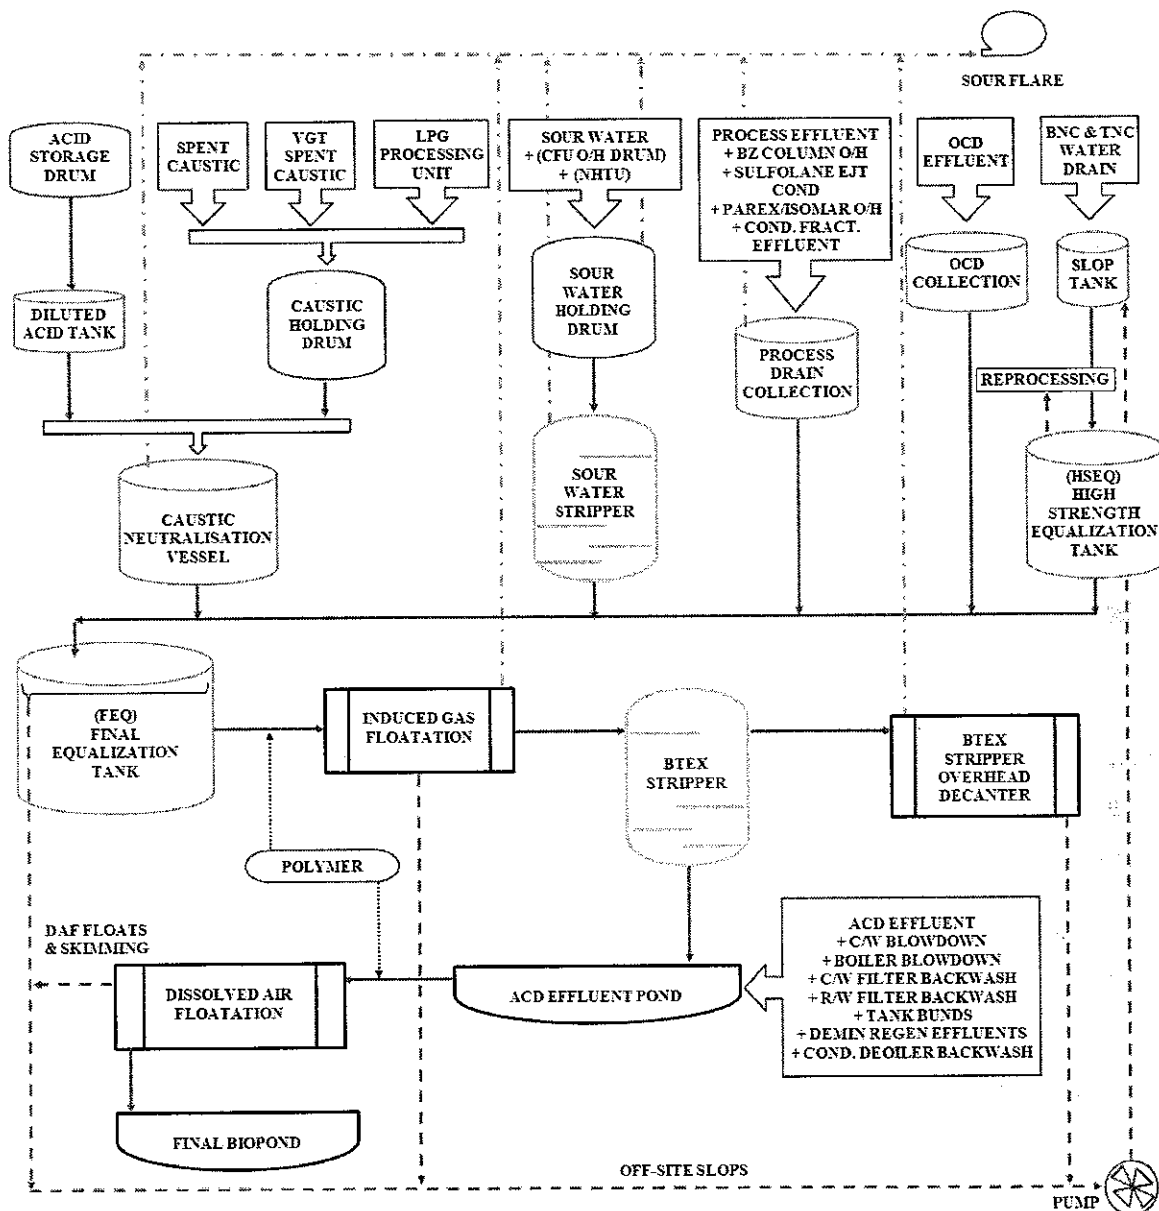 SOUR FLARE
ACID
STORAGE
DRUM
SPENT
CAUSTIC
VGT
SPENT
CAUSTIC
LPG
PROCESSING
UNIT
SOUR WATER
+ (CFU O/H DRUM)
+ (NHTU)
PROCESS EFFLUENT
+ BZ COLUMN O/H
+ SULFOLANE EJT
COND
+ PAREX/ISOMAR O/H
+ COND. FRACT.
EFFLUENT
OCD
EFFLUENT
BNC & TNC
WATER
DRAIN
DILUTED
ACID TANK
CAUSTIC
HOLDING
DRUM
SOUR
WATER
HOLDING
DRUM
PROCESS
DRAIN
COLLECTION
OCD
COLLECTION
SLOP
TANK
REPROCESSING
CAUSTIC
NEUTRALISATION
VESSEL
SOUR
WATER
STRIPPER
(HSEQ)
HIGH
STRENGTH
EQUALIZATION
TANK
(FEQ)
FINAL
EQUALIZATION
TANK
INDUCED GAS
FLOATATION
BTEX
STRIPPER
BTEX
STRIPPER
OVERHEAD
DECANTER
POLYMER
DAF FLOATS
& SKIMMING
DISSOLVED AIR
FLOATATION
ACD EFFLUENT POND
ACD EFFLUENT
+ C/W BLOWDOWN
+ BOILER BLOWDOWN
+ C/W FILTER BACKWASH
+ R/W FILTER BACKWASH
+ TANK BUNDS
+ DEMIN REGEN EFFLUENTS
+ COND. DEOILER BACKWASH
FINAL BIOPOND
OFF-SITE SLOPS
PUMP